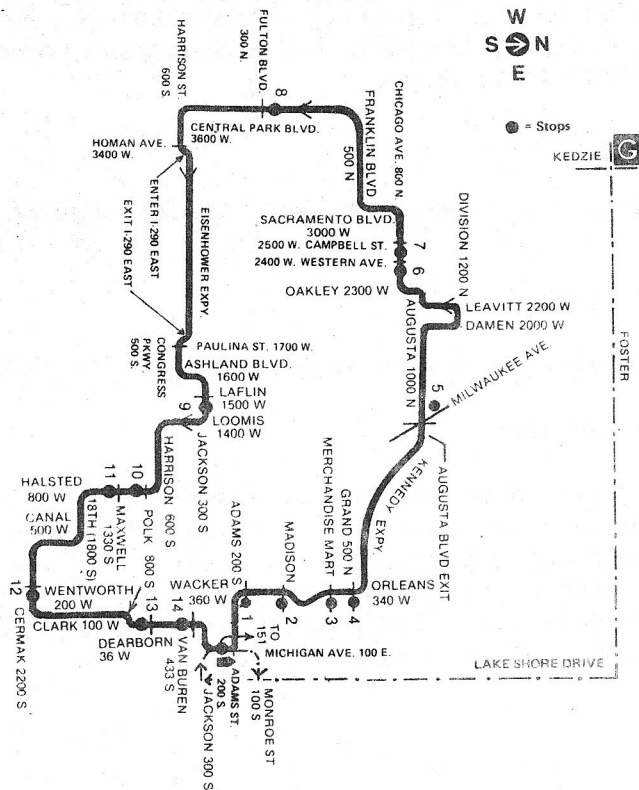 W
S N
E
● = Stops
G
KEDZIE
FOSTER
LAKE SHORE DRIVE
HARRISON ST.
600 S.
FULTON BLVD.
300 N.
8
CENTRAL PARK BLVD.
3600 W.
HOMAN AVE.
3400 W.
FRANKLIN BLVD
500 N
CHICAGO AVE. 800 N
ENTER I-290 EAST
EXIT I-290 EAST
EISENHOWER EXPY.
SACRAMENTO BLVD.
3000 W
2500 W. CAMPBELL ST.
7
2400 W. WESTERN AVE.
6
OAKLEY 2300 W
DIVISION 1200 N
LEAVITT 2200 W
DAMEN 2000 W
AUGUSTA 1000 N
5
MILWAUKEE AVE.
AUGUSTA BLVD EXIT
KENNEDY EXPY.
PAULINA ST. 1700 W.
CONGRESS
PKWY.
500 S.
ASHLAND BLVD.
1600 W
LAFLIN
1500 W
9
LOOMIS
1400 W
JACKSON 300 S
HARRISON 600 S
HALSTED
800 W
11
10
POLK 800 S
MAXWELL
1330 S
18TH (1800 S)
CANAL
500 W
12
CERMAK 2200 S
WENTWORTH
200 W
CLARK 100 W
DEARBORN
36 W
13
14
VAN BUREN
433 S
WACKER
360 W
ADAMS 200 S
1
MADISON
2
MERCHANDISE MART
3
GRAND 500 N
4
ORLEANS
340 W
TO
151
MICHIGAN AVE. 100 E.
ADAMS ST.
200 S.
JACKSON 300 S
MONROE ST
100 S